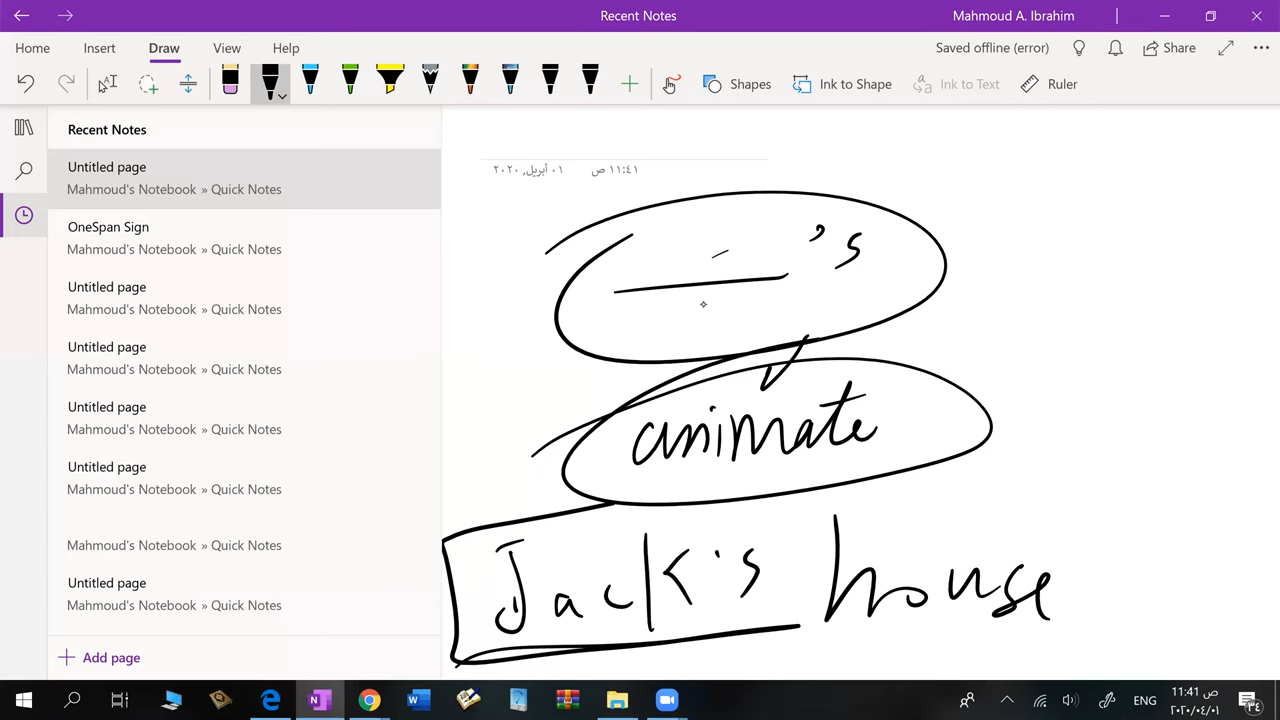 Recent Notes
Mahmoud A. Ibrahim
Home Insert Draw View Help
Saved offline (error)
Share
Shapes
Ink to Shape
Ink to Text
Ruler
Recent Notes
Untitled page
Mahmoud's Notebook » Quick Notes
OneSpan Sign
Mahmoud's Notebook » Quick Notes
Untitled page
Mahmoud's Notebook » Quick Notes
Untitled page
Mahmoud's Notebook » Quick Notes
Untitled page
Mahmoud's Notebook » Quick Notes
Untitled page
Mahmoud's Notebook » Quick Notes
Mahmoud's Notebook » Quick Notes
Untitled page
Mahmoud's Notebook » Quick Notes
Add page
٠١ أبريل, ٢٠٢٠ ١١:٤١ ص
's
animate
Jack's house
ENG
11:41 ص
٢٠٢٠/٠٤/٠١
٣٤